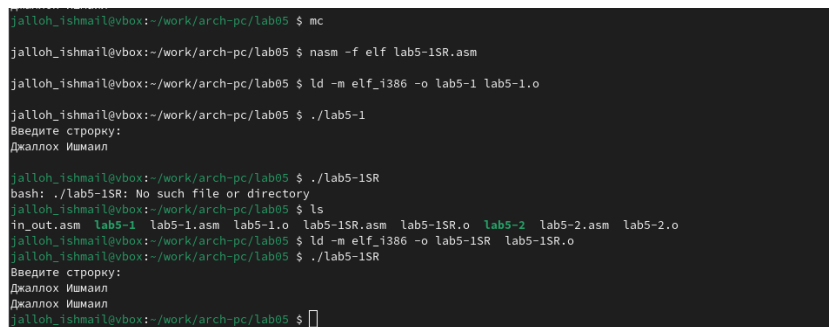 jalloh_ishmail@vbox:~/work/arch-pc/lab05 $ mc
jalloh_ishmail@vbox:~/work/arch-pc/lab05 $ nasm -f elf lab5-1SR.asm
jalloh_ishmail@vbox:~/work/arch-pc/lab05 $ ld -m elf_i386 -o lab5-1 lab5-1.o
jalloh_ishmail@vbox:~/work/arch-pc/lab05 $ ./lab5-1
Введите строрку:
Джаллох Ишмаил
jalloh_ishmail@vbox:~/work/arch-pc/lab05 $ ./lab5-1SR
bash: ./lab5-1SR: No such file or directory
jalloh_ishmail@vbox:~/work/arch-pc/lab05 $ ls
in_out.asm lab5-1 lab5-1.asm lab5-1.o lab5-1SR.asm lab5-1SR.o lab5-2 lab5-2.asm lab5-2.o
jalloh_ishmail@vbox:~/work/arch-pc/lab05 $ ld -m elf_i386 -o lab5-1SR lab5-1SR.o
jalloh_ishmail@vbox:~/work/arch-pc/lab05 $ ./lab5-1SR
Введите строрку:
Джаллох Ишмаил
Джаллох Ишмаил
jalloh_ishmail@vbox:~/work/arch-pc/lab05 $